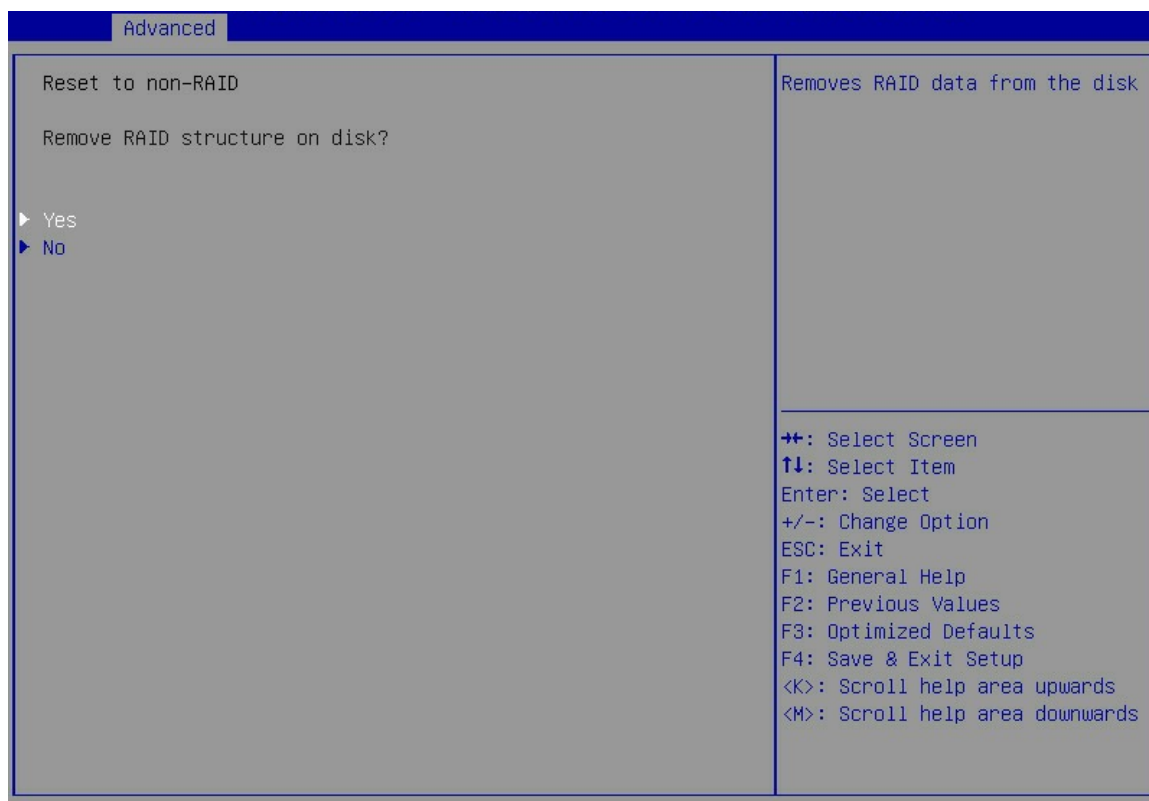 Advanced
Reset to non-RAID
Remove RAID structure on disk?
Yes
No
Removes RAID data from the disk
→←: Select Screen
↑↓: Select Item
Enter: Select
+/-: Change Option
ESC: Exit
F1: General Help
F2: Previous Values
F3: Optimized Defaults
F4: Save & Exit Setup
<K>: Scroll help area upwards
<M>: Scroll help area downwards